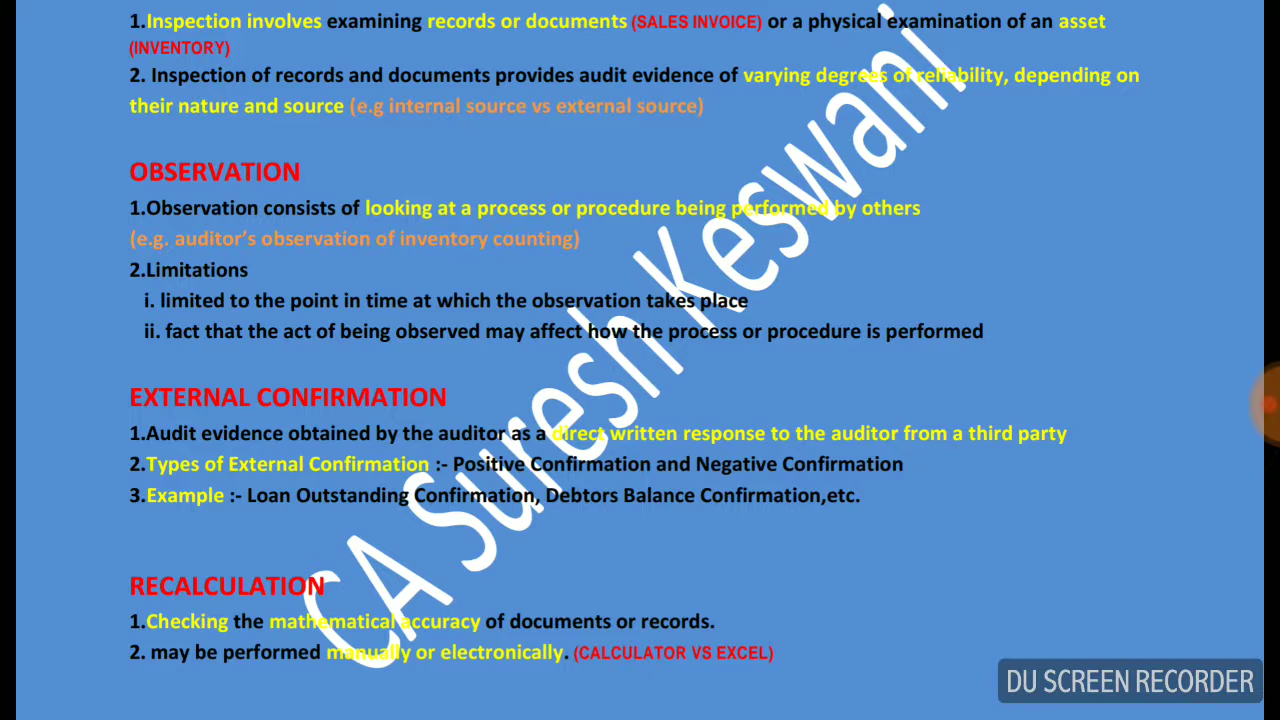 1.Inspection involves examining records or documents (SALES INVOICE) or a physical examination of an asset
(INVENTORY)
2. Inspection of records and documents provides audit evidence of varying degrees of reliability, depending on
their nature and source (e.g internal source vs external source)
OBSERVATION
1.Observation consists of looking at a process or procedure being performed by others
(e.g. auditor's observation of inventory counting)
2.Limitations
i. limited to the point in time at which the observation takes place
ii. fact that the act of being observed may affect how the process or procedure is performed
EXTERNAL CONFIRMATION
1.Audit evidence obtained by the auditor as a direct written response to the auditor from a third party
2.Types of External Confirmation :- Positive Confirmation and Negative Confirmation
3.Example :- Loan Outstanding Confirmation, Debtors Balance Confirmation,etc.
RECALCULATION
1.Checking the mathematical accuracy of documents or records.
2. may be performed manually or electronically. (CALCULATOR VS EXCEL)
CA Suresh Keswani
DU SCREEN RECORDER